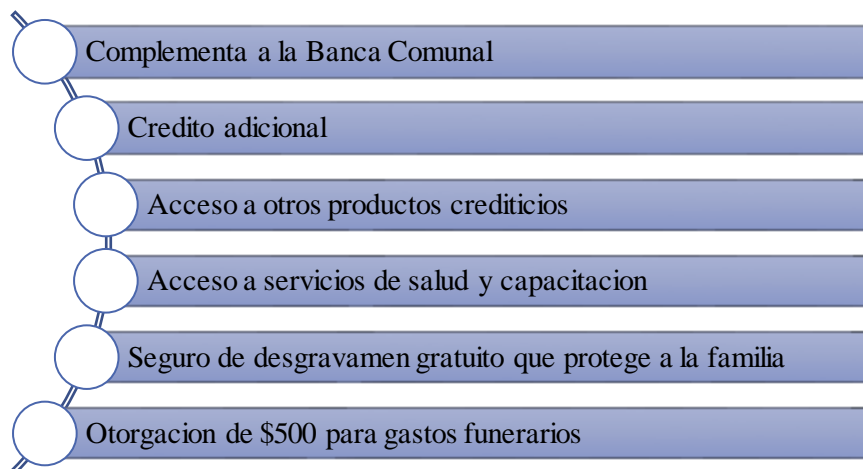 Complementa a la Banca Comunal
Credito adicional
Acceso a otros productos crediticios
Acceso a servicios de salud y capacitacion
Seguro de desgravamen gratuito que protege a la familia
Otorgacion de $500 para gastos funerarios